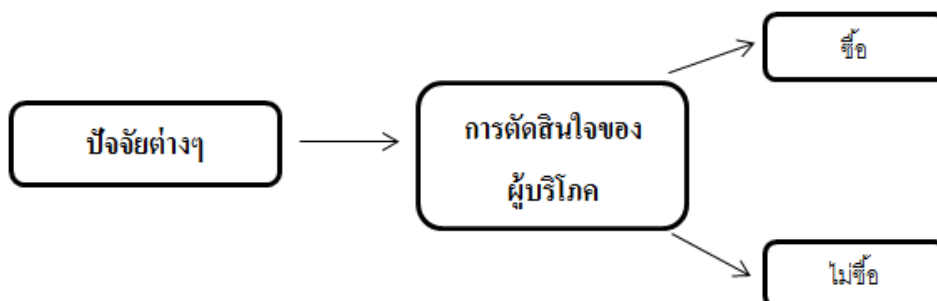 ปัจจัยต่างๆ
การตัดสินใจของ
ผู้บริโภค
ซื้อ
ไม่ซื้อ